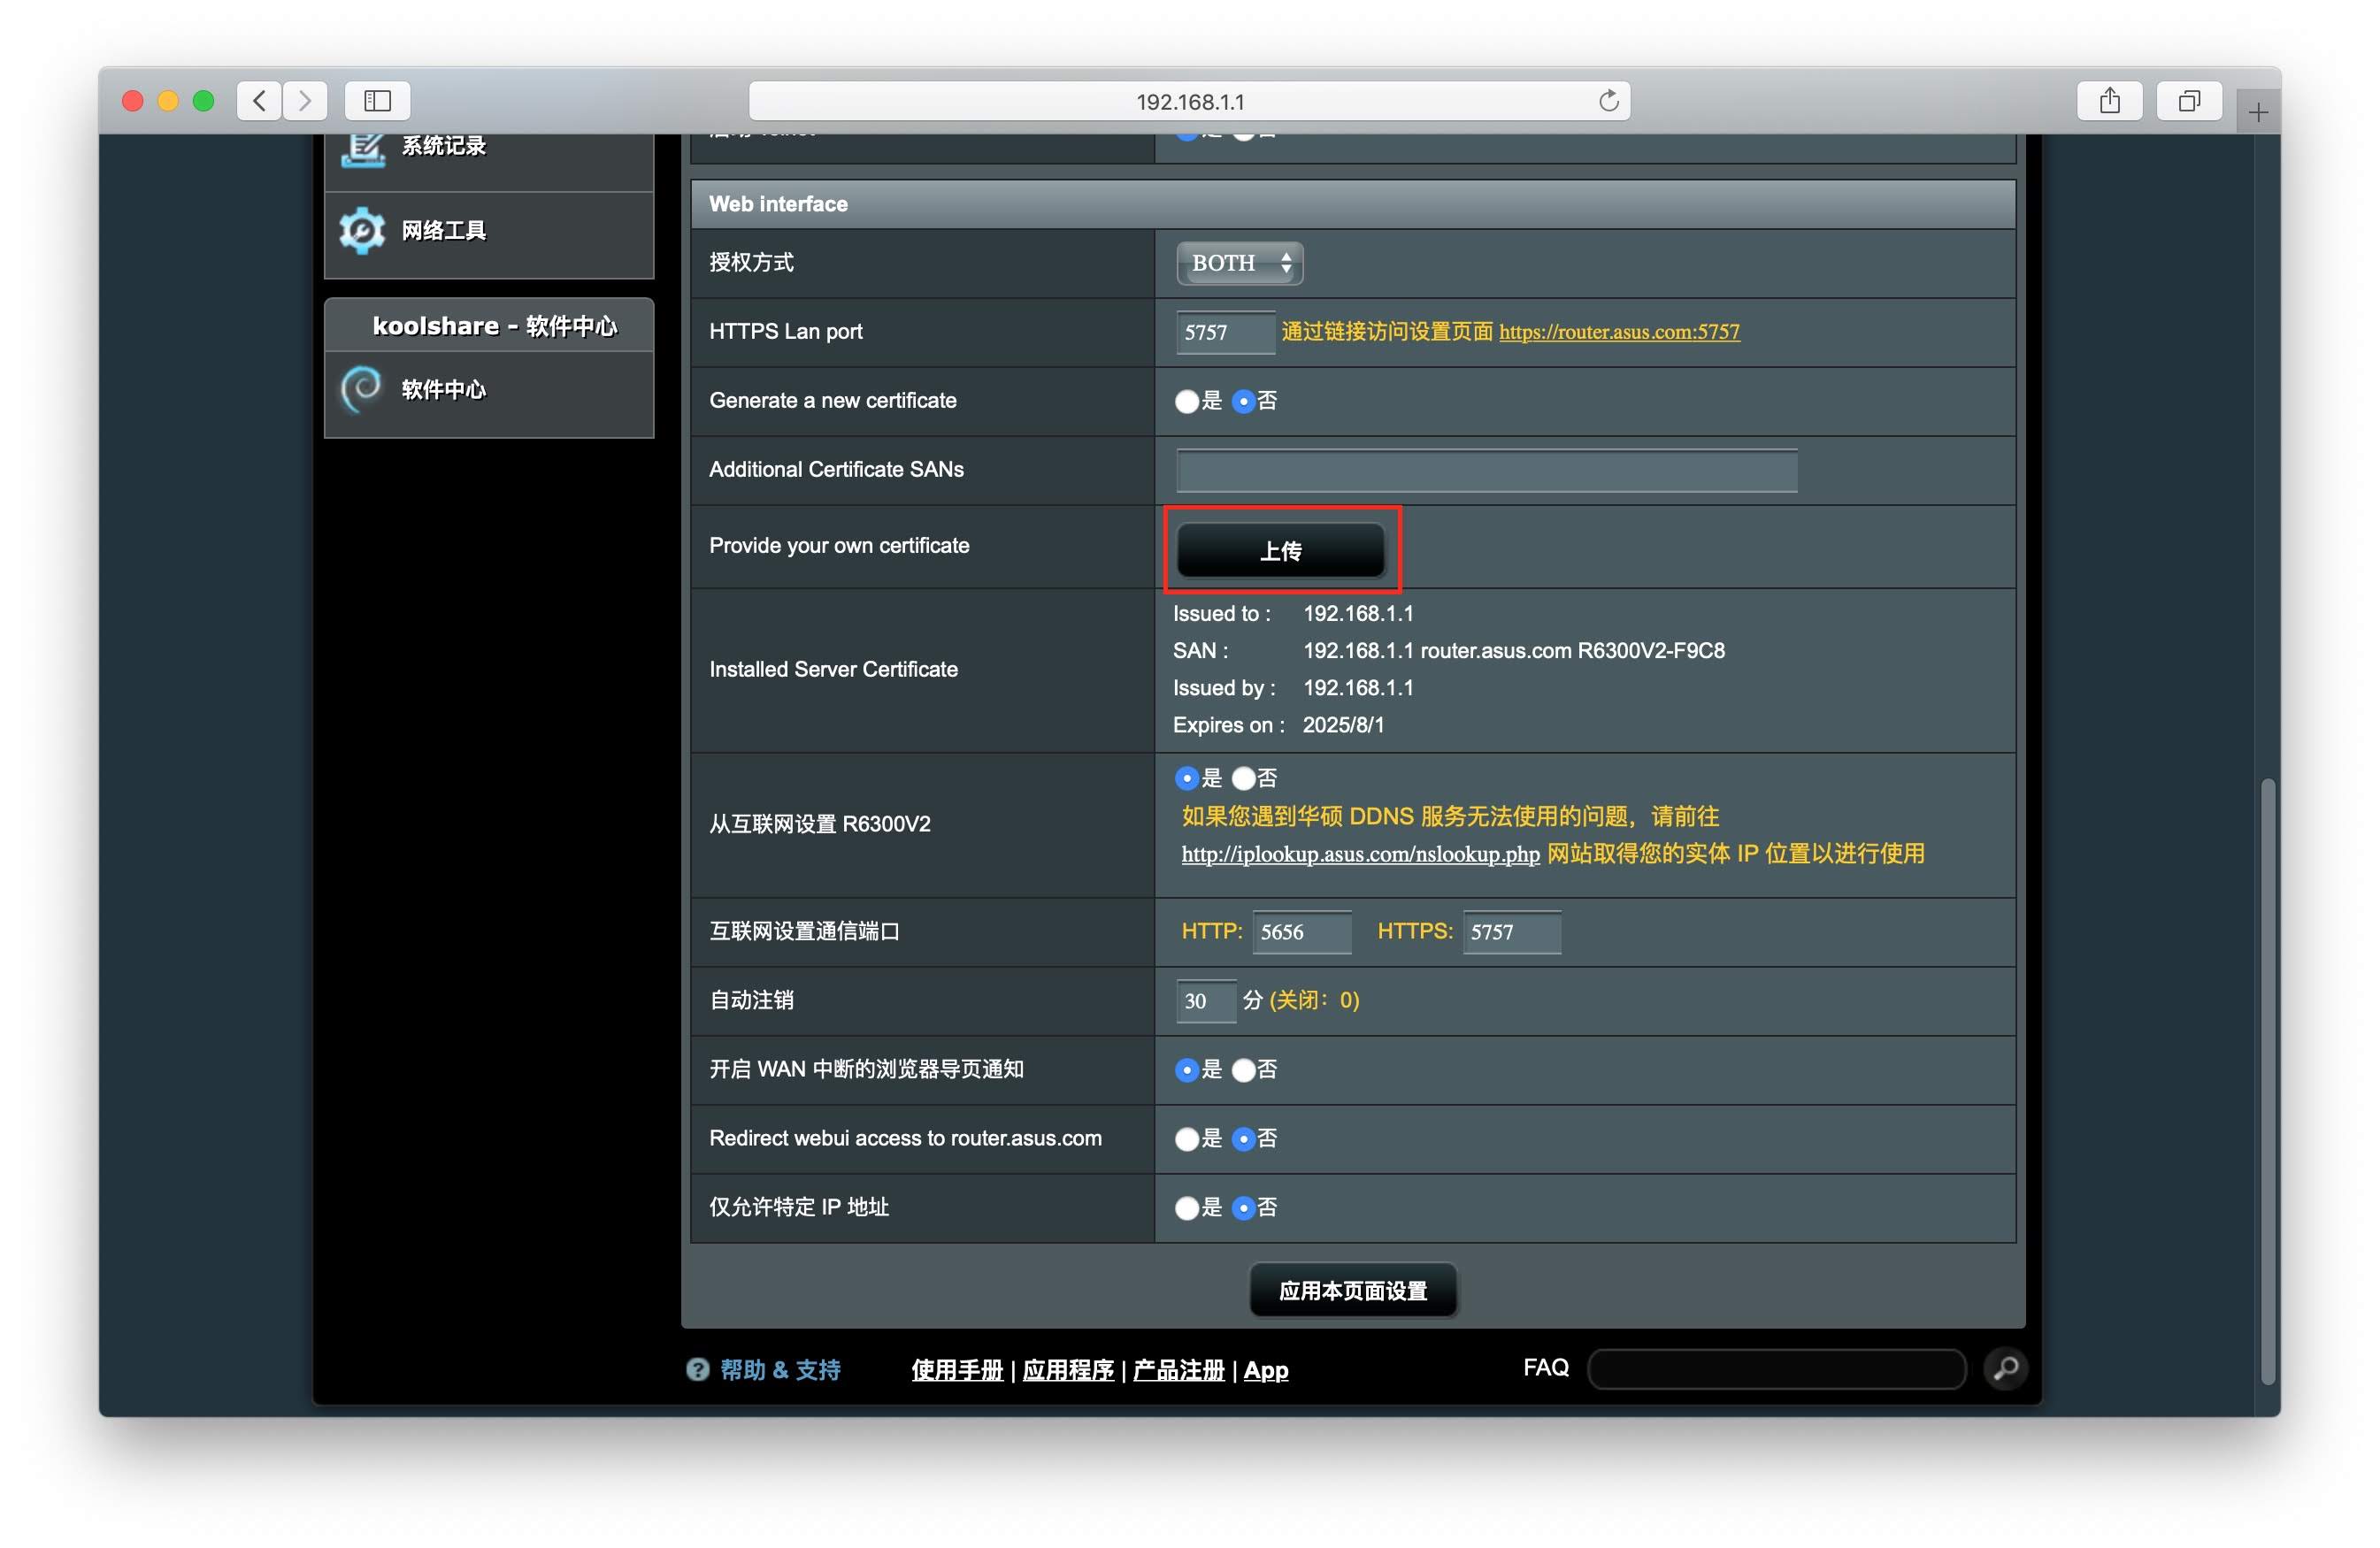 192.168.1.1
系统记录
网络工具
koolshare - 软件中心
软件中心
Web interface
授权方式
BOTH
HTTPS Lan port
5757 通过链接访问设置页面 https://router.asus.com:5757
Generate a new certificate
是 否
Additional Certificate SANs
Provide your own certificate
上传
Installed Server Certificate
Issued to : 192.168.1.1
SAN : 192.168.1.1 router.asus.com R6300V2-F9C8
Issued by : 192.168.1.1
Expires on : 2025/8/1
从互联网设置 R6300V2
是 否
如果您遇到华硕 DDNS 服务无法使用的问题，请前往
http://iplookup.asus.com/nslookup.php 网站取得您的实体 IP 位置以进行使用
互联网设置通信端口
HTTP: 5656 HTTPS: 5757
自动注销
30 分 (关闭：0)
开启 WAN 中断的浏览器导页通知
是 否
Redirect webui access to router.asus.com
是 否
仅允许特定 IP 地址
是 否
应用本页面设置
帮助 & 支持 使用手册 | 应用程序 | 产品注册 | App FAQ